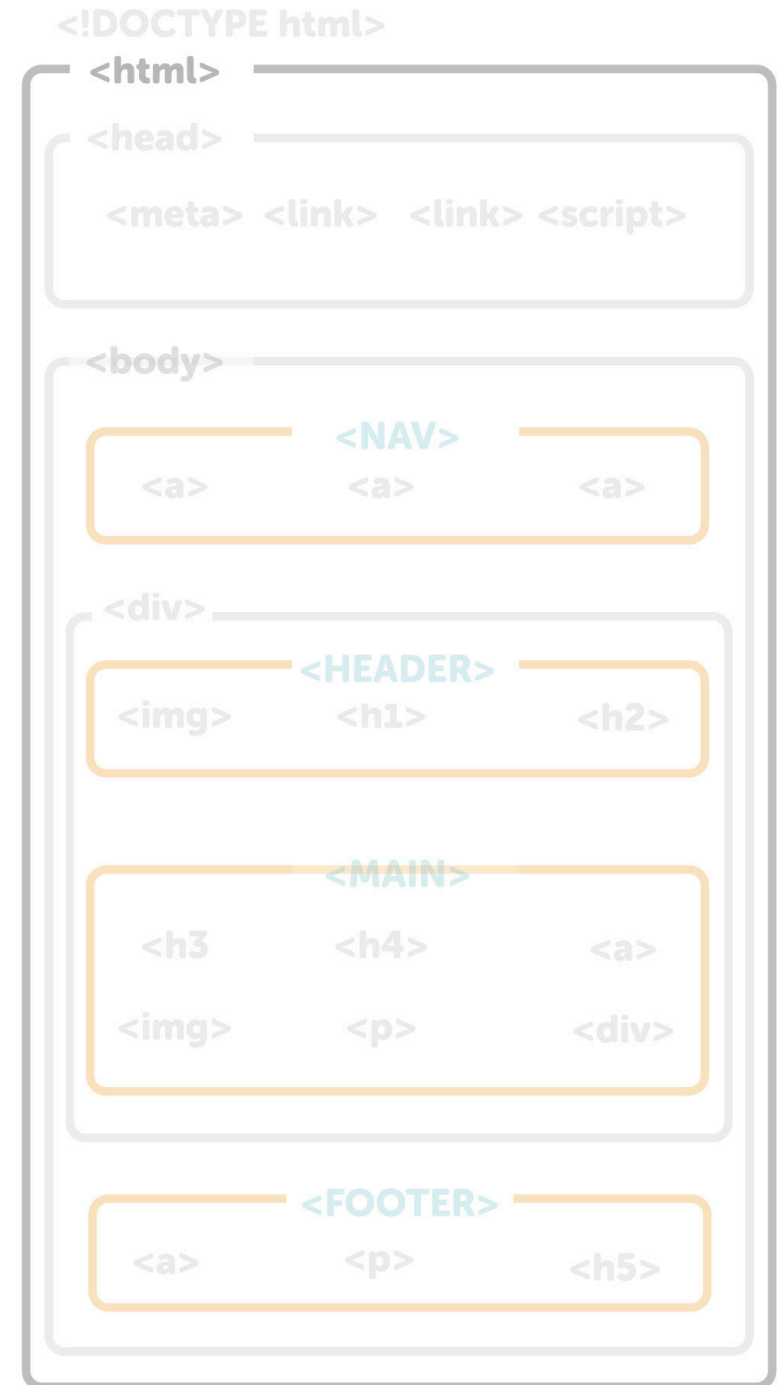 <!DOCTYPE html>
<html>
<head>
<meta> <link> <link> <script>
<body>
<NAV>
<a> <a> <a>
<div>
<HEADER>
<img> <h1> <h2>
<MAIN>
<h3 <h4> <a>
<img> <p> <div>
<FOOTER>
<a> <p> <h5>